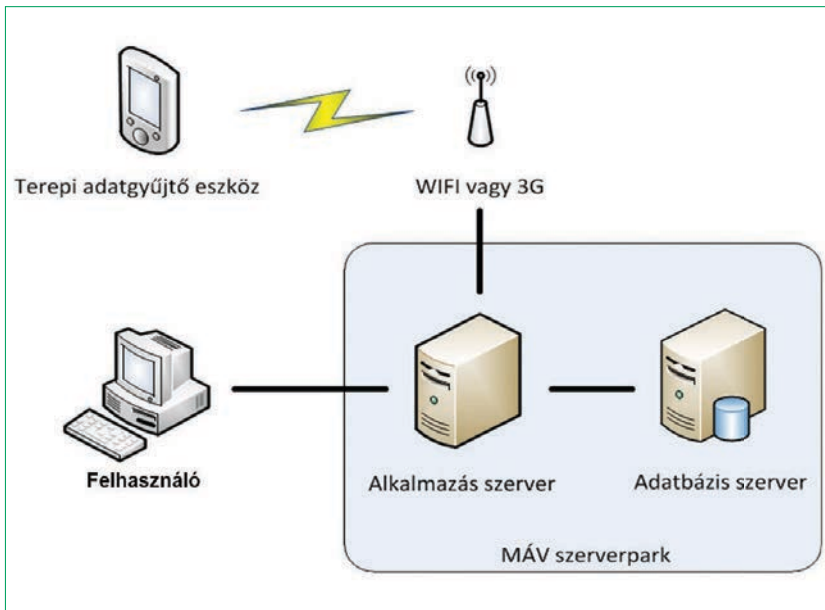 Terepi adatgyűjtő eszköz
WIFI vagy 3G
Felhasználó
Alkalmazás szerver
Adatbázis szerver
MÁV szerverpark